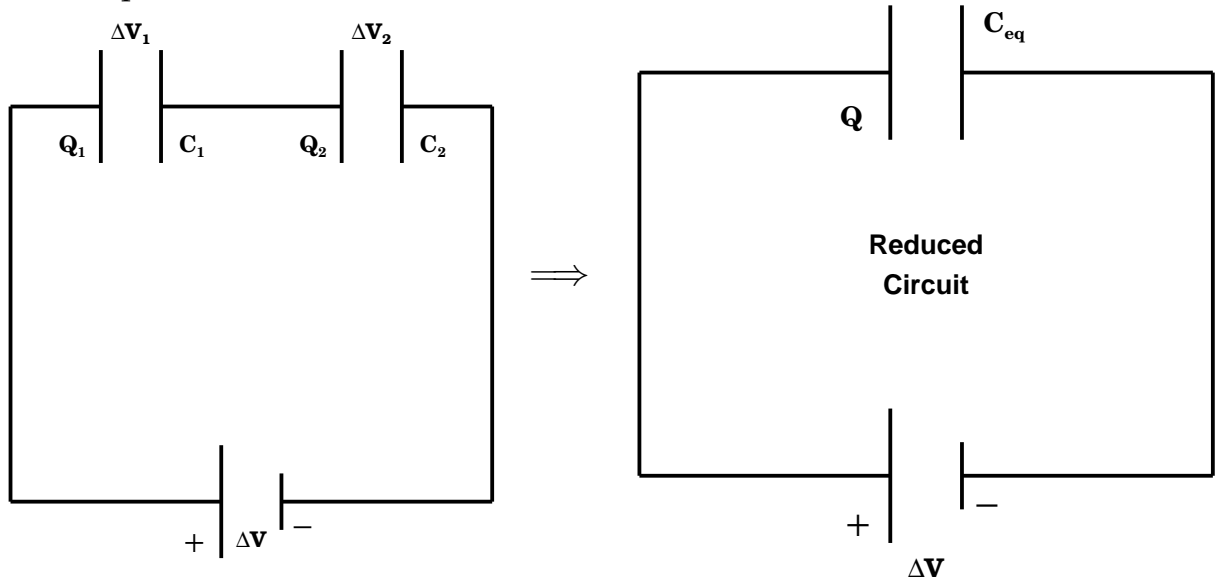 ΔV₁ ΔV₂
Q₁ C₁ Q₂ C₂
+ ΔV −
⟹
C_eq
Q
Reduced
Circuit
+ −
ΔV